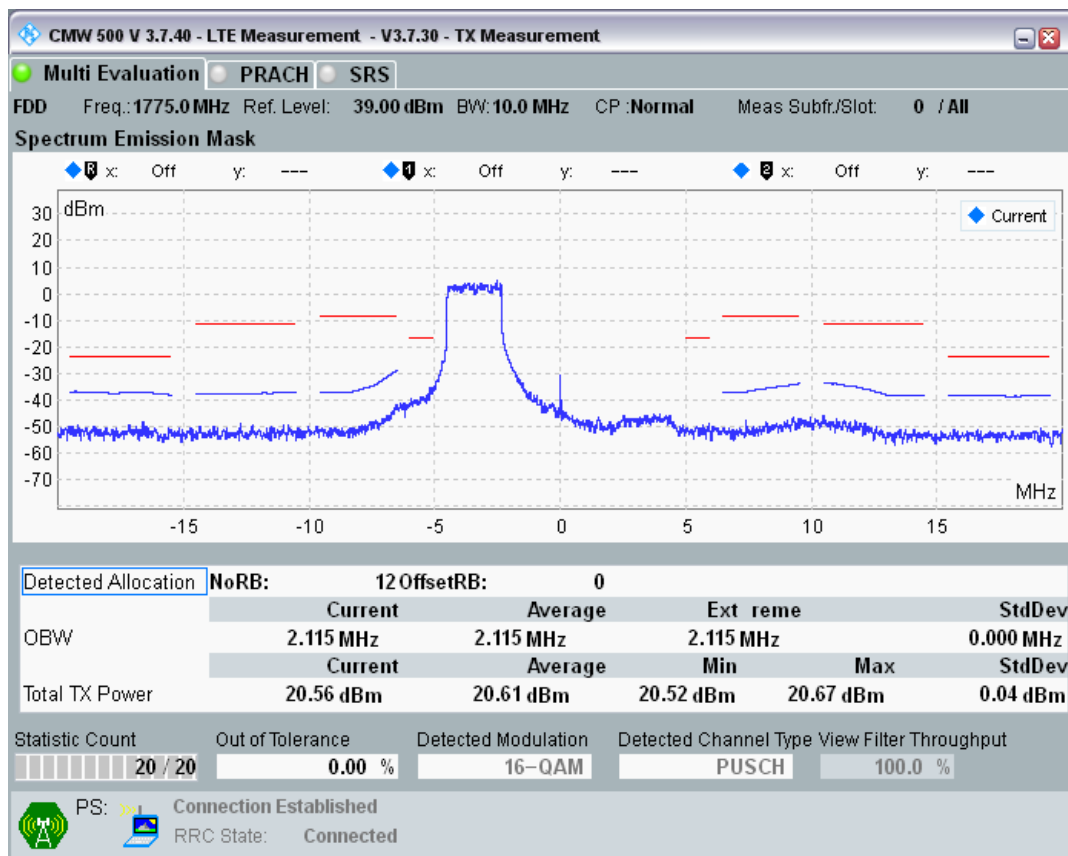 CMW 500 V 3.7.40 - LTE Measurement - V3.7.30 - TX Measurement
Multi Evaluation PRACH SRS
FDD Freq.: 1775.0 MHz Ref. Level: 39.00 dBm BW: 10.0 MHz CP :Normal Meas Subfr./Slot: 0 / All
Spectrum Emission Mask
R x: Off y: --- 1 x: Off y: --- 2 x: Off y: ---
dBm
Current
30
20
10
0
-10
-20
-30
-40
-50
-60
-70
MHz
-15 -10 -5 0 5 10 15
Detected Allocation NoRB: 12 OffsetRB: 0
Current Average Ext reme StdDev
OBW 2.115 MHz 2.115 MHz 2.115 MHz 0.000 MHz
Current Average Min Max StdDev
Total TX Power 20.56 dBm 20.61 dBm 20.52 dBm 20.67 dBm 0.04 dBm
Statistic Count Out of Tolerance Detected Modulation Detected Channel Type View Filter Throughput
20 / 20 0.00 % 16-QAM PUSCH 100.0 %
PS: Connection Established
RRC State: Connected